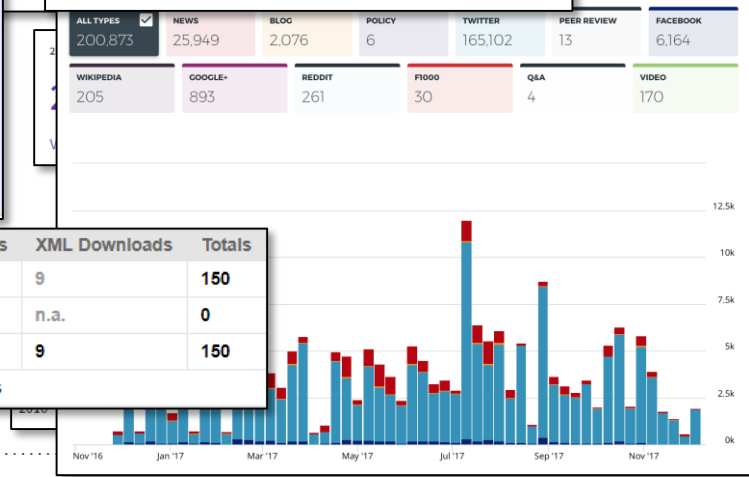 ALL TYPES NEWS BLOG POLICY TWITTER PEER REVIEW FACEBOOK
200,873 25,949 2,076 6 165,102 13 6,164
WIKIPEDIA GOOGLE+ REDDIT F1000 Q&A VIDEO
205 893 261 30 4 170
12.5k
10k
7.5k
5k
2.5k
0k
s XML Downloads Totals
9 150
n.a. 0
9 150
s
Nov '16 Jan '17 Mar '17 May '17 Jul '17 Sep '17 Nov '17